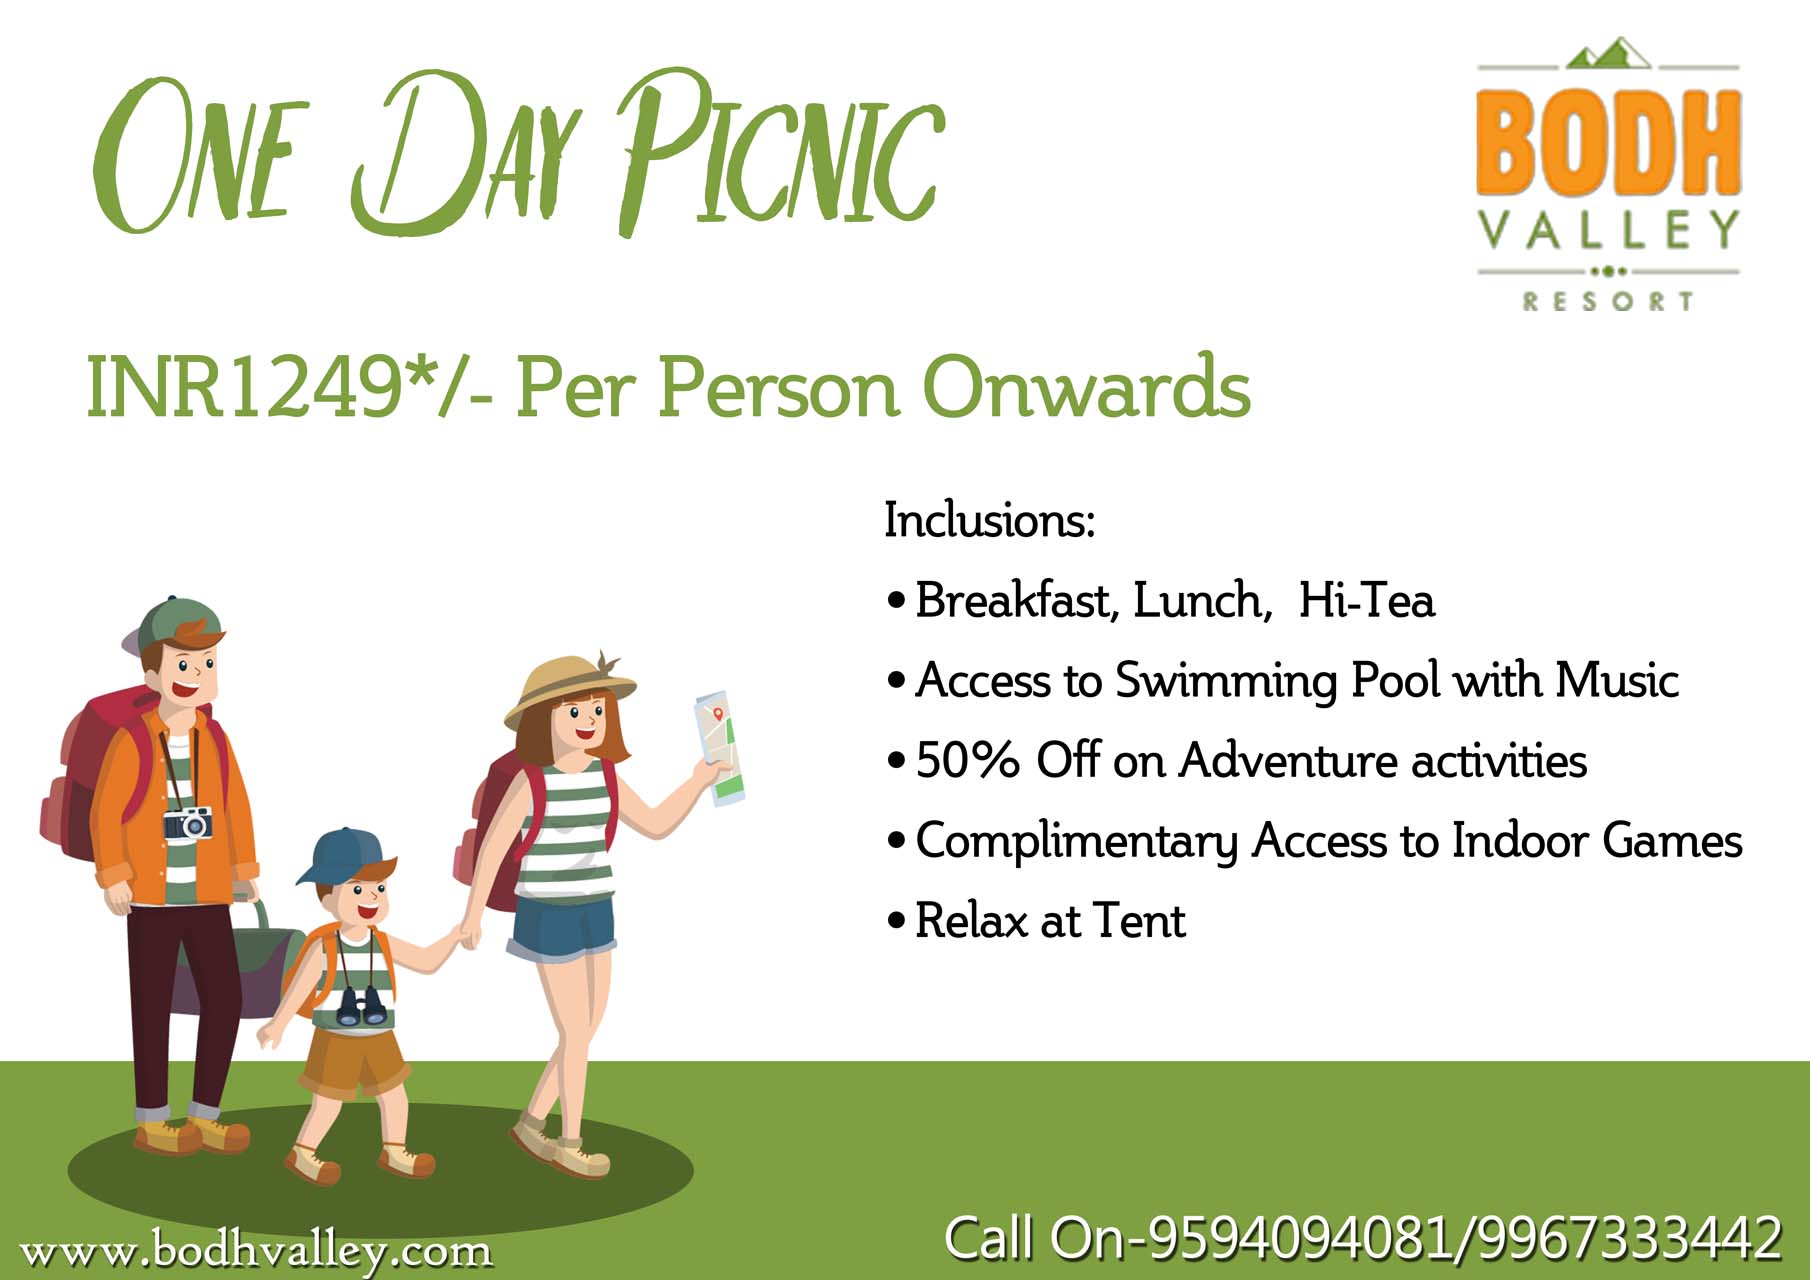 One Day Picnic
BODH
VALLEY
RESORT
INR1249*/- Per Person Onwards
Inclusions:
•Breakfast, Lunch, Hi-Tea
•Access to Swimming Pool with Music
•50% Off on Adventure activities
•Complimentary Access to Indoor Games
•Relax at Tent
www.bodhvalley.com
Call On-9594094081/9967333442